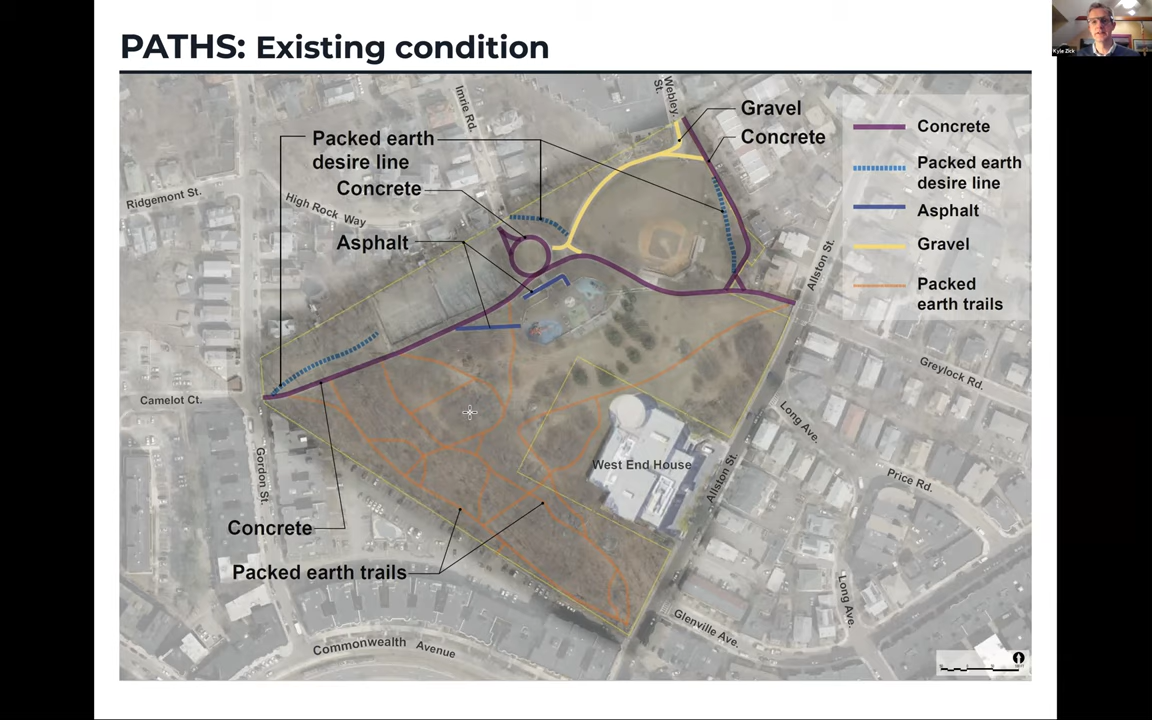 PATHS: Existing condition
Kyle Zick
Imrie Rd.
Webley St.
Gravel
Concrete
Packed earth
desire line
Concrete
Asphalt
Ridgemont St.
High Rock Way
Concrete
Packed earth
desire line
Asphalt
Gravel
Packed
earth trails
Allston St.
Greylock Rd.
Camelot Ct.
Long Ave.
Gordon St.
West End House
Allston St.
Price Rd.
Concrete
Packed earth trails
Long Ave.
Glenville Ave.
Commonwealth Avenue